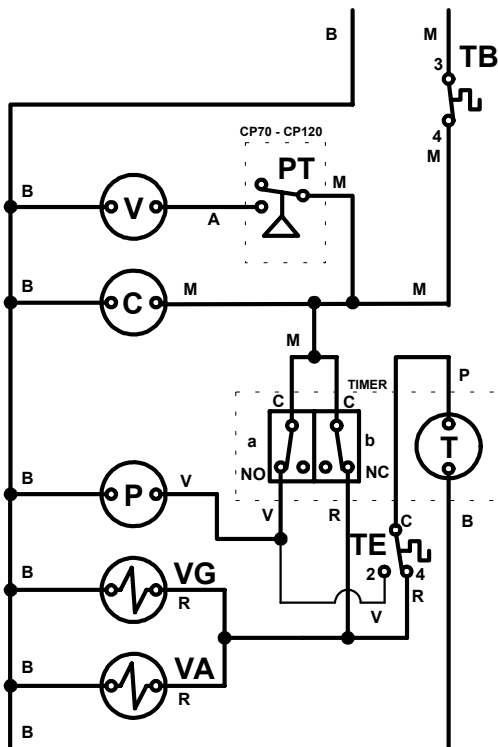 B M
3 TB
4
CP70 - CP120 M
PT
B V A M
B C M M
M
TIMER P
C C
a b T
NO NC
B P V V R B
TE C
2 4
B VG R V R
B VA R
B